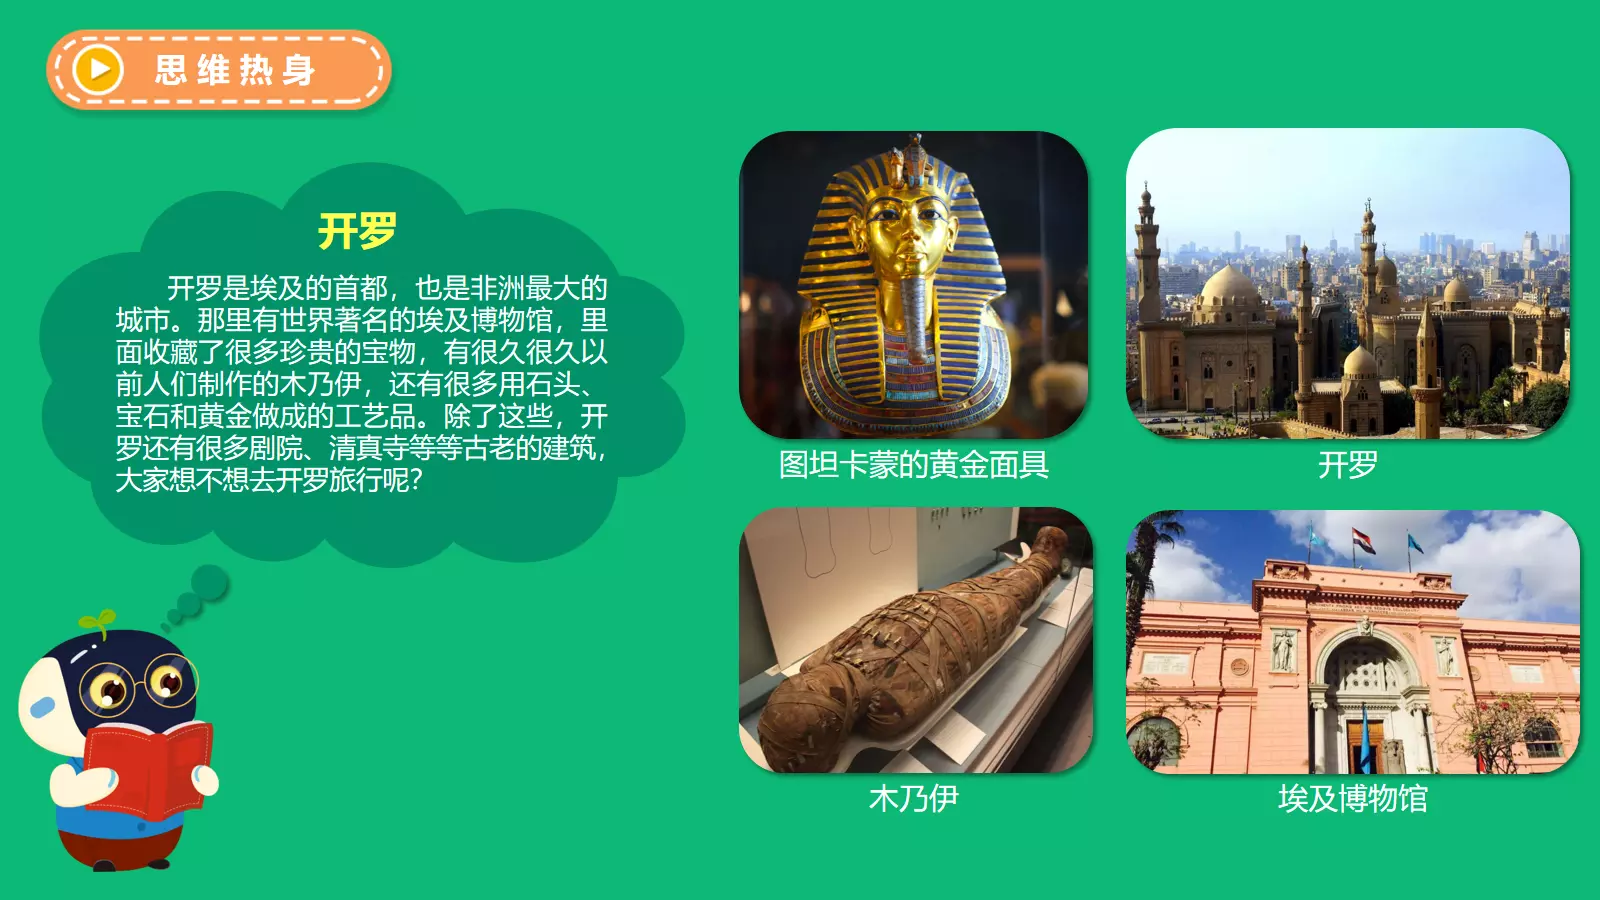 思维热身
开罗
开罗是埃及的首都，也是非洲最大的
城市。那里有世界著名的埃及博物馆，里
面收藏了很多珍贵的宝物，有很久很久以
前人们制作的木乃伊，还有很多用石头、
宝石和黄金做成的工艺品。除了这些，开
罗还有很多剧院、清真寺等等古老的建筑，
大家想不想去开罗旅行呢？
图坦卡蒙的黄金面具
开罗
木乃伊
埃及博物馆